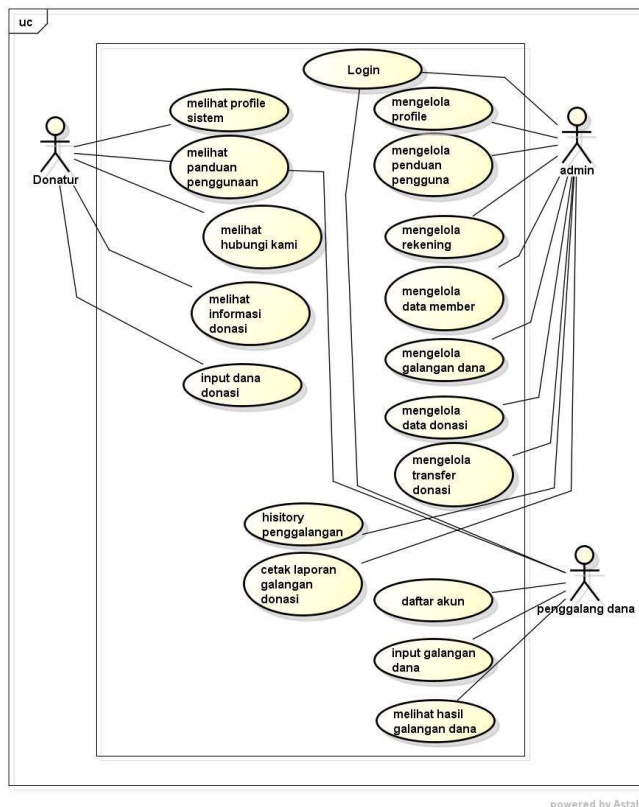 uc
Login
melihat profile
sistem
mengelola
profile
melihat
panduan
penggunaan
mengelola
penduan
pengguna
Donatur
admin
melihat
hubungi kami
mengelola
rekening
melihat
informasi
donasi
mengelola
data member
mengelola
galangan dana
input dana
donasi
mengelola
data donasi
mengelola
transfer
donasi
hisitory
penggalangan
cetak laporan
galangan
donasi
daftar akun
penggalang dana
input galangan
dana
melihat hasil
galangan dana
powered by Astah